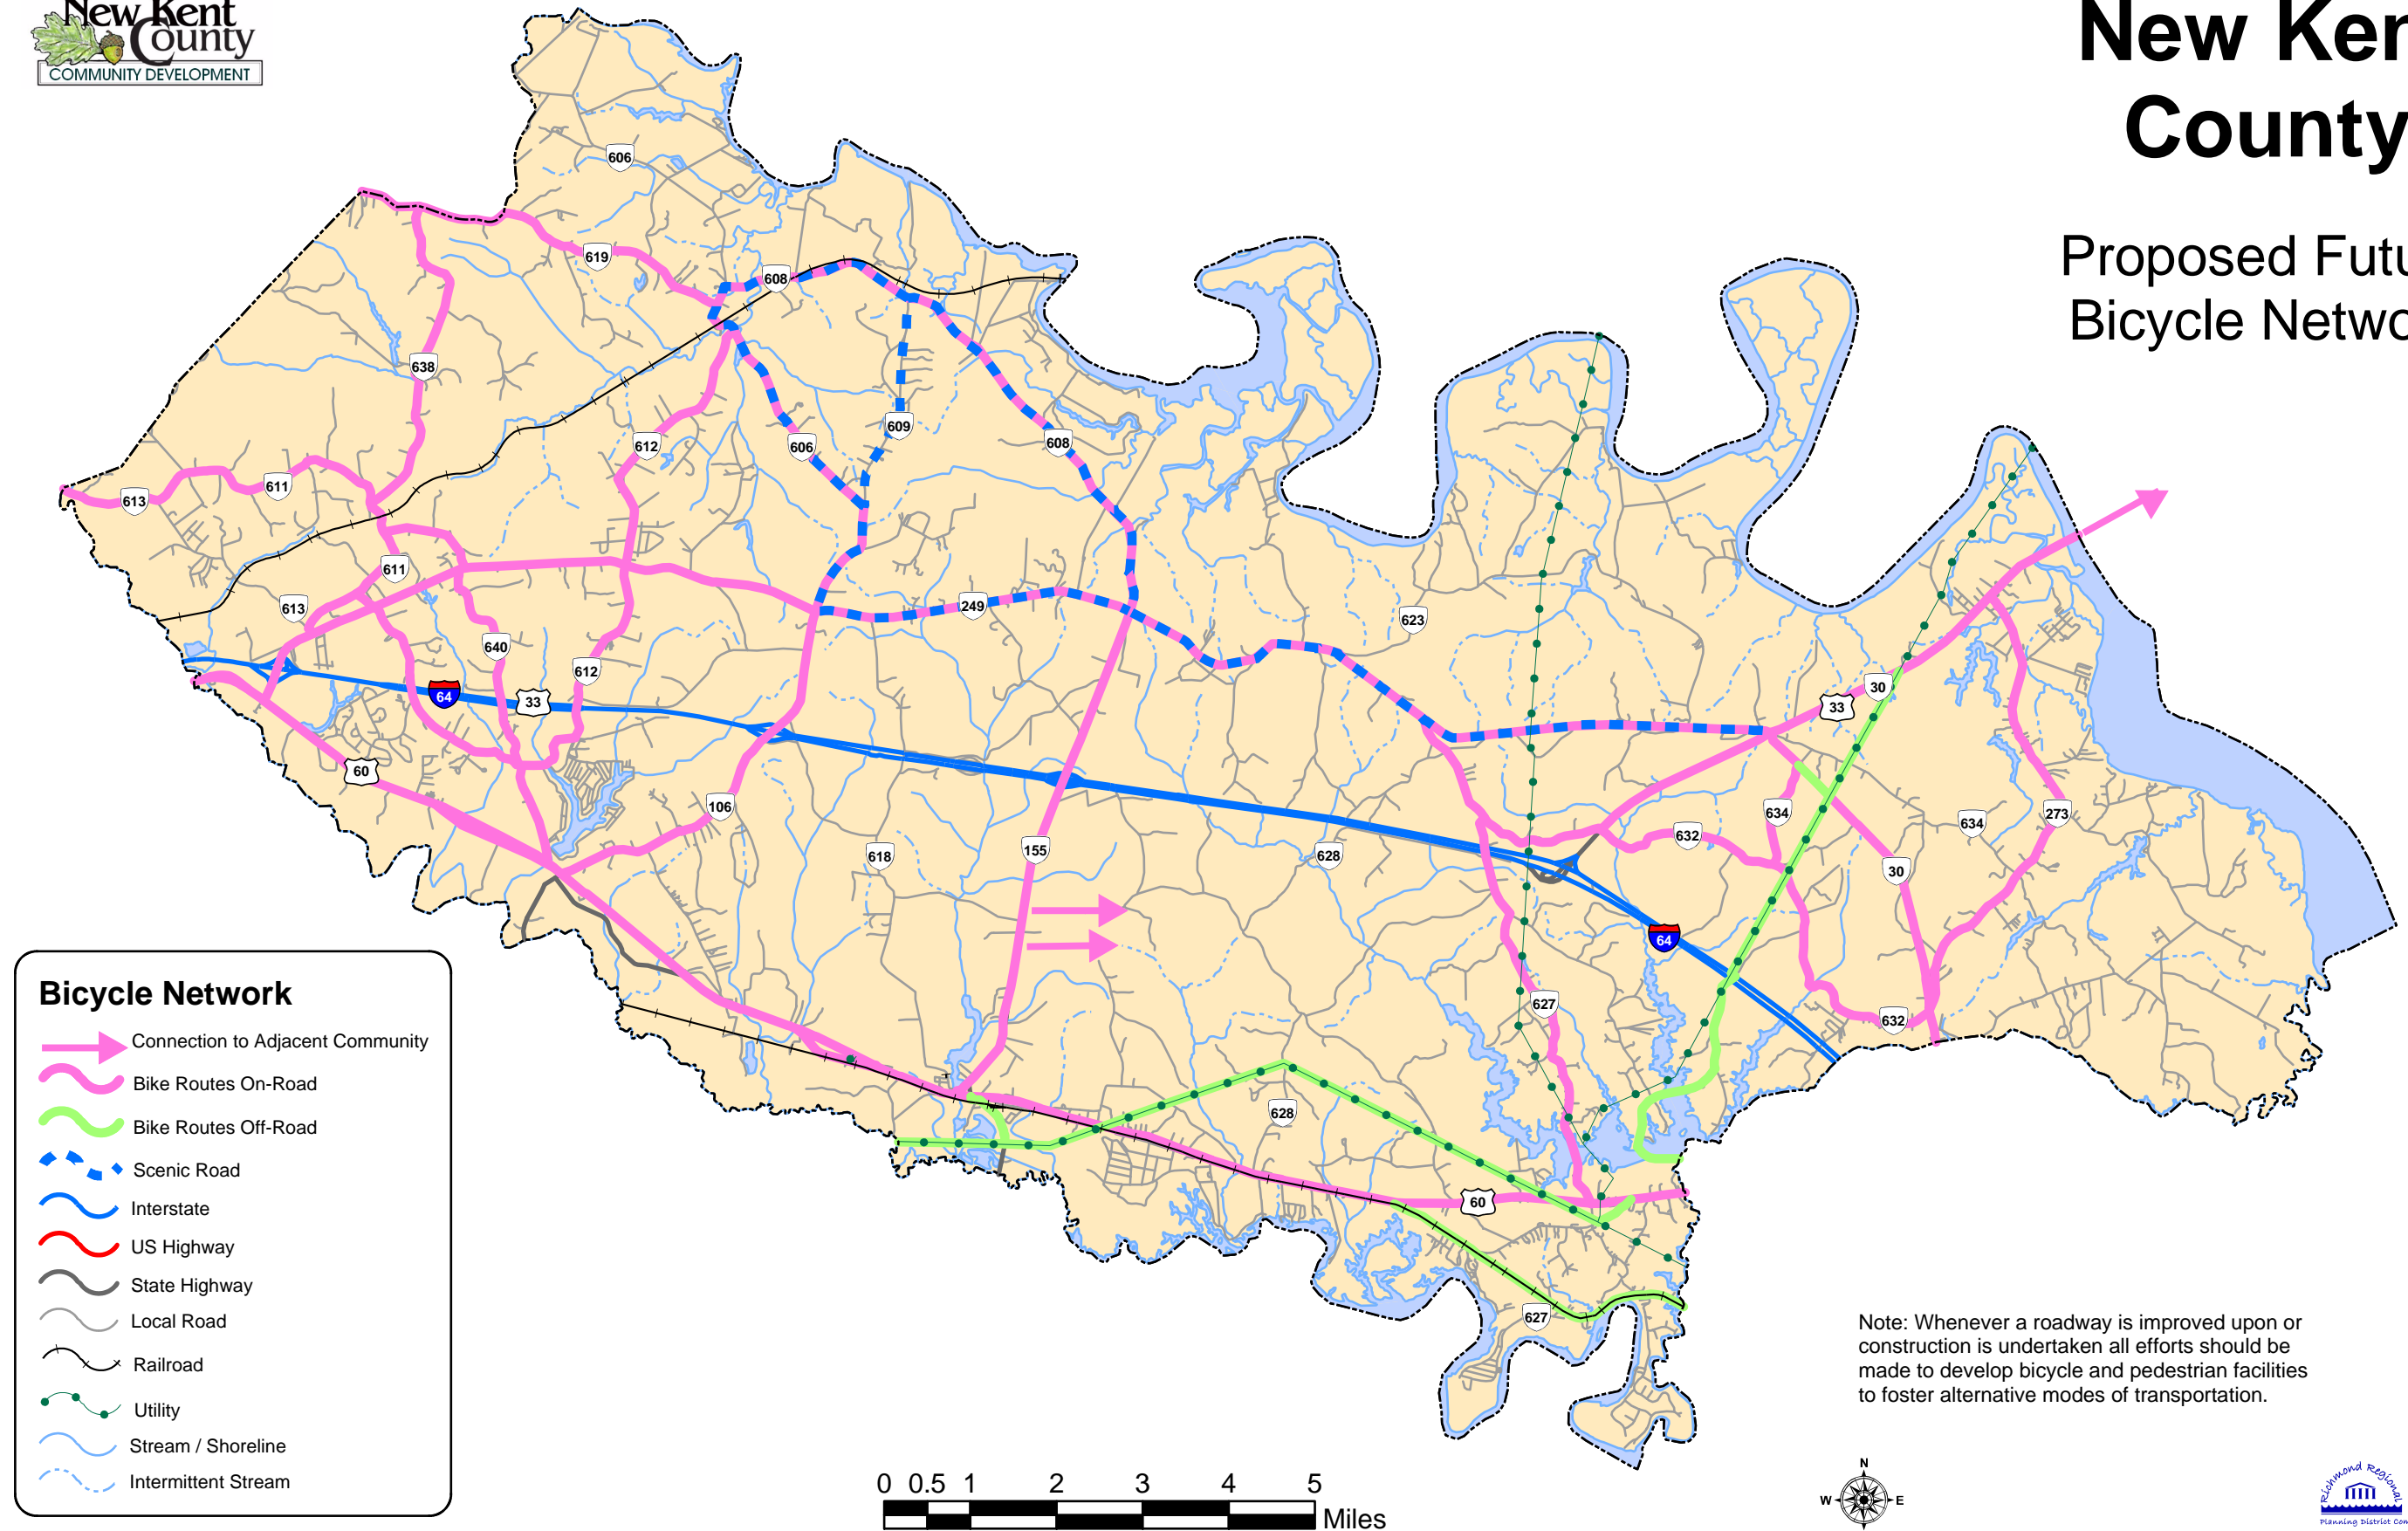 New Kent
County
COMMUNITY DEVELOPMENT
New Ker
County
Proposed Futu
Bicycle Netwo
606
619
608
638
612
606
609
608
613
611
611
613
249
623
640
612
64
33
30
33
60
106
155
618
628
632
634
634
273
30
64
627
632
628
60
627
Bicycle Network
Connection to Adjacent Community
Bike Routes On-Road
Bike Routes Off-Road
Scenic Road
Interstate
US Highway
State Highway
Local Road
Railroad
Utility
Stream / Shoreline
Intermittent Stream
0 0.5 1 2 3 4 5
Miles
Note: Whenever a roadway is improved upon or
construction is undertaken all efforts should be
made to develop bicycle and pedestrian facilities
to foster alternative modes of transportation.
N
W E
S
Richmond Regional
Planning District Com